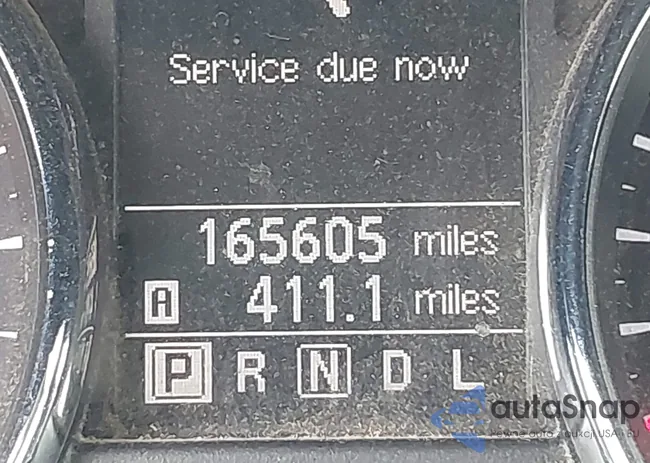 Service due now
165605 miles
A 411.1 miles
P R N D L
autoSnap